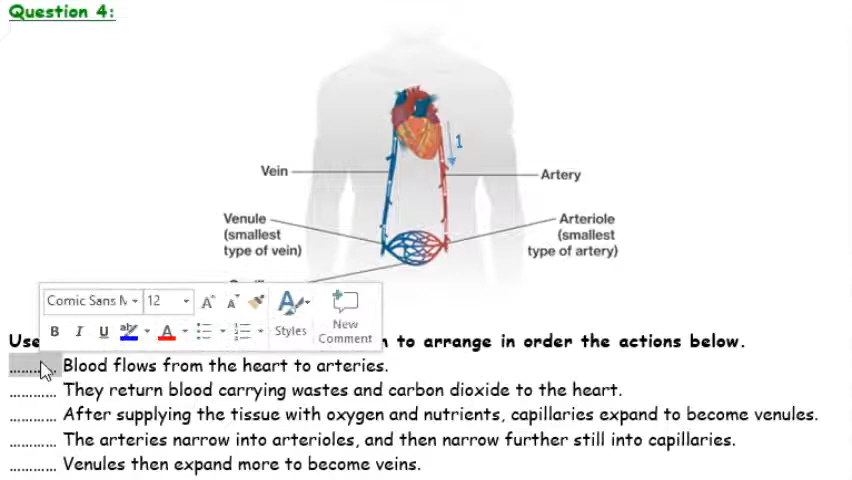 Question 4:
1
Vein
Artery
Venule
(smallest
type of vein)
Arteriole
(smallest
type of artery)
Comic Sans M
12
A
A
A
B I U ab A
Styles
New
Comment
Use
n to arrange in order the actions below.
............ Blood flows from the heart to arteries.
............ They return blood carrying wastes and carbon dioxide to the heart.
............ After supplying the tissue with oxygen and nutrients, capillaries expand to become venules.
............ The arteries narrow into arterioles, and then narrow further still into capillaries.
............ Venules then expand more to become veins.